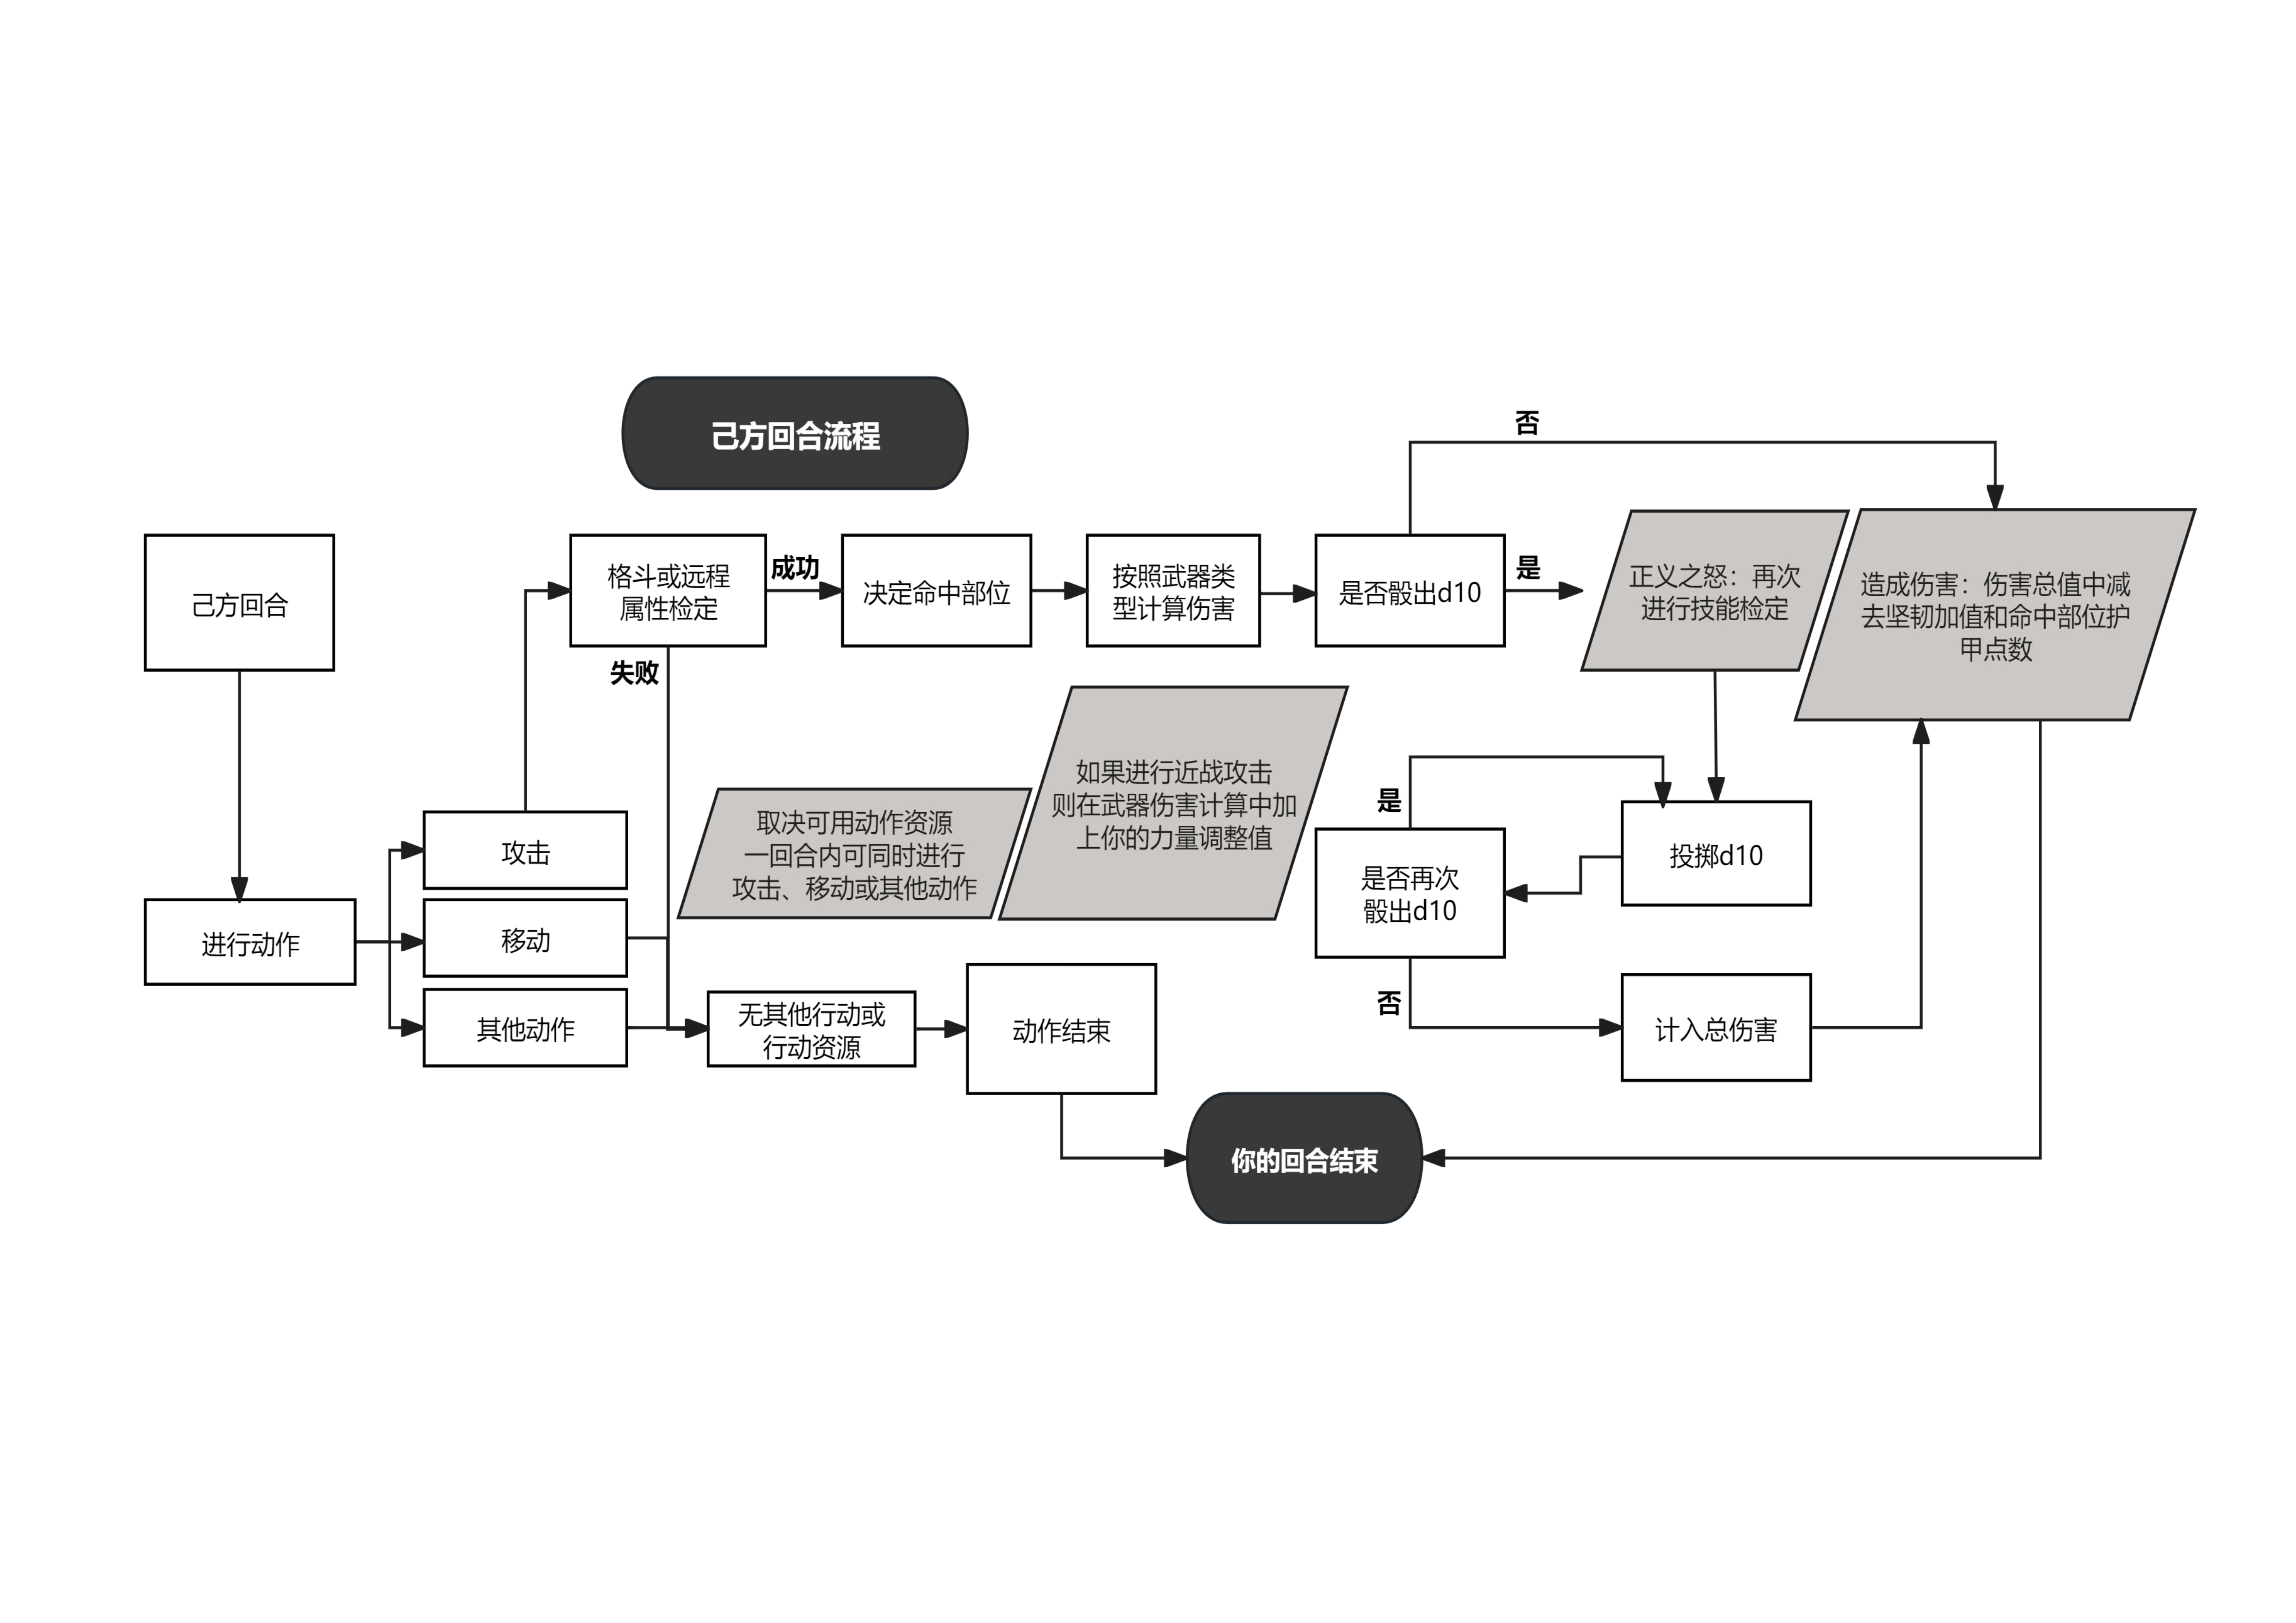 己方回合流程
否
己方回合
格斗或远程
属性检定
成功
决定命中部位
按照武器类
型计算伤害
是否骰出d10
是
正义之怒：再次
进行技能检定
造成伤害：伤害总值中减
去坚韧加值和命中部位护
甲点数
失败
如果进行近战攻击
则在武器伤害计算中加
上你的力量调整值
取决可用动作资源
一回合内可同时进行
攻击、移动或其他动作
攻击
是
投掷d10
是否再次
骰出d10
进行动作
移动
其他动作
无其他行动或
行动资源
动作结束
否
计入总伤害
你的回合结束